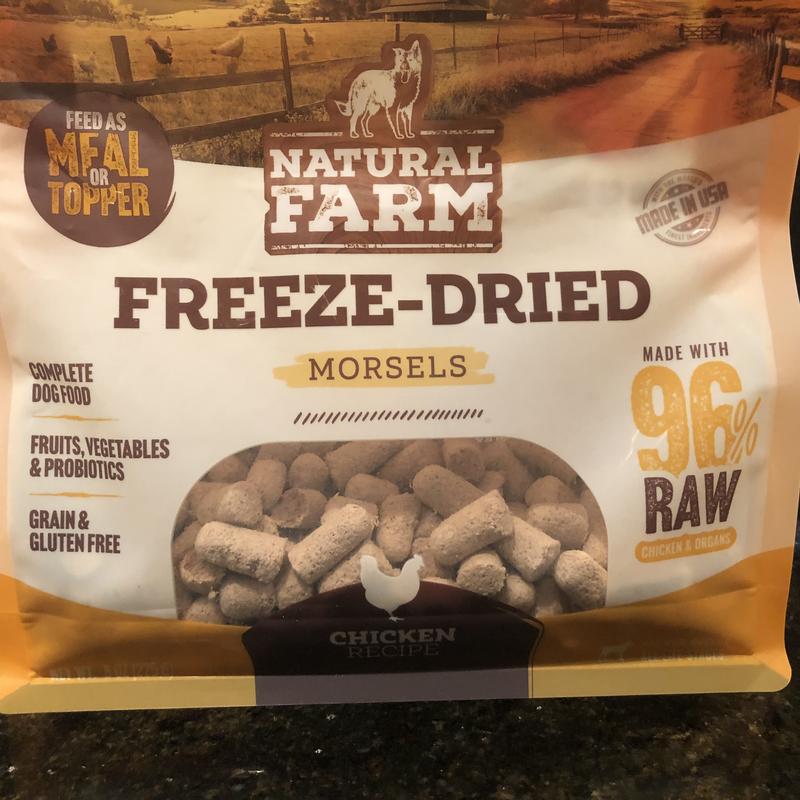 FEED AS
MEAL
OR
TOPPER
NATURAL
FARM
MADE IN USA
FREEZE-DRIED
MORSELS
COMPLETE
DOG FOOD
FRUITS, VEGETABLES
& PROBIOTICS
GRAIN &
GLUTEN FREE
MADE WITH
96%
RAW
CHICKEN & ORGANS
CHICKEN
RECIPE